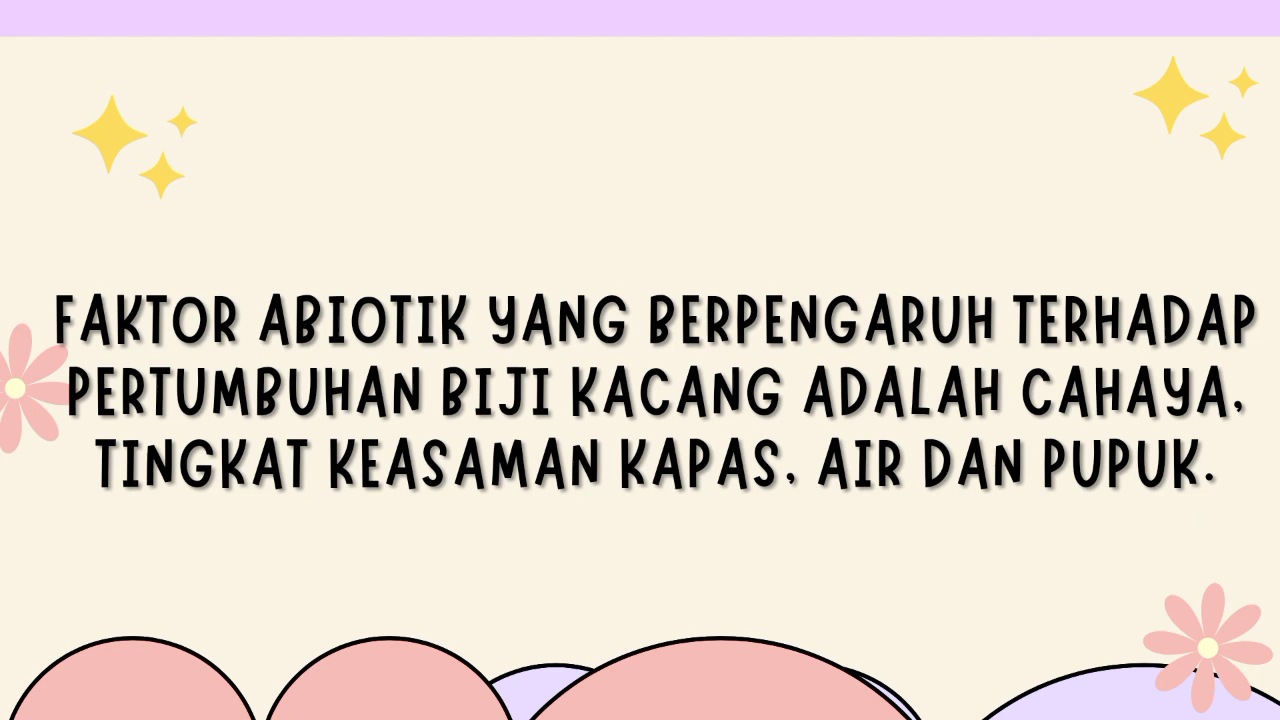 FAKTOR ABIOTIK YANG BERPENGARUH TERHADAP
PERTUMBUHAN BIJI KACANG ADALAH CAHAYA,
TINGKAT KEASAMAN KAPAS, AIR DAN PUPUK.